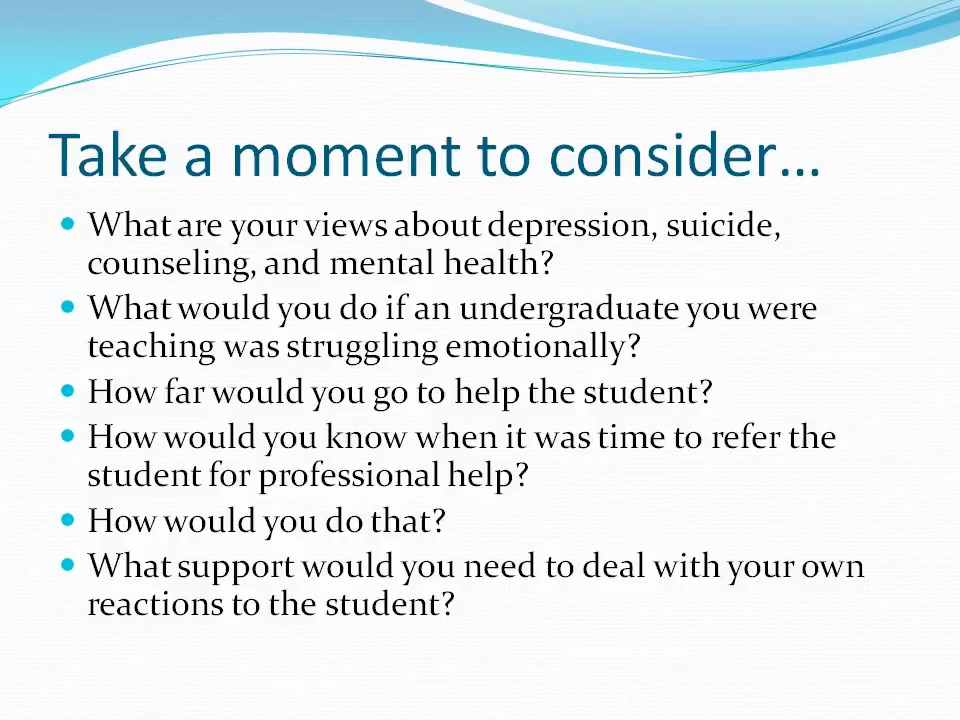 Take a moment to consider…
• What are your views about depression, suicide,
counseling, and mental health?
• What would you do if an undergraduate you were
teaching was struggling emotionally?
• How far would you go to help the student?
• How would you know when it was time to refer the
student for professional help?
• How would you do that?
• What support would you need to deal with your own
reactions to the student?